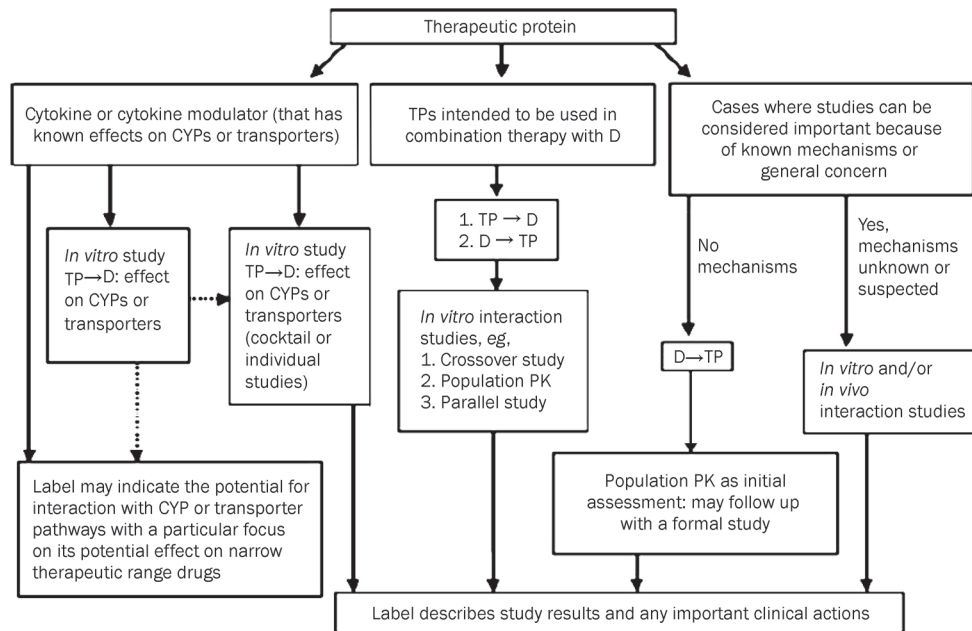 Therapeutic protein
Cytokine or cytokine modulator (that has
known effects on CYPs or transporters)
TPs intended to be used in
combination therapy with D
Cases where studies can be
considered important because
of known mechanisms or
general concern
In vitro study
TP→D: effect
on CYPs or
transporters
In vitro study
TP→D: effect
on CYPs or
transporters
(cocktail or
individual
studies)
1. TP → D
2. D → TP
No
mechanisms
Yes,
mechanisms
unknown or
suspected
In vitro interaction
studies, eg,
1. Crossover study
2. Population PK
3. Parallel study
D→TP
In vitro and/or
in vivo
interaction studies
Label may indicate the potential for
interaction with CYP or transporter
pathways with a particular focus
on its potential effect on narrow
therapeutic range drugs
Population PK as initial
assessment: may follow up
with a formal study
Label describes study results and any important clinical actions